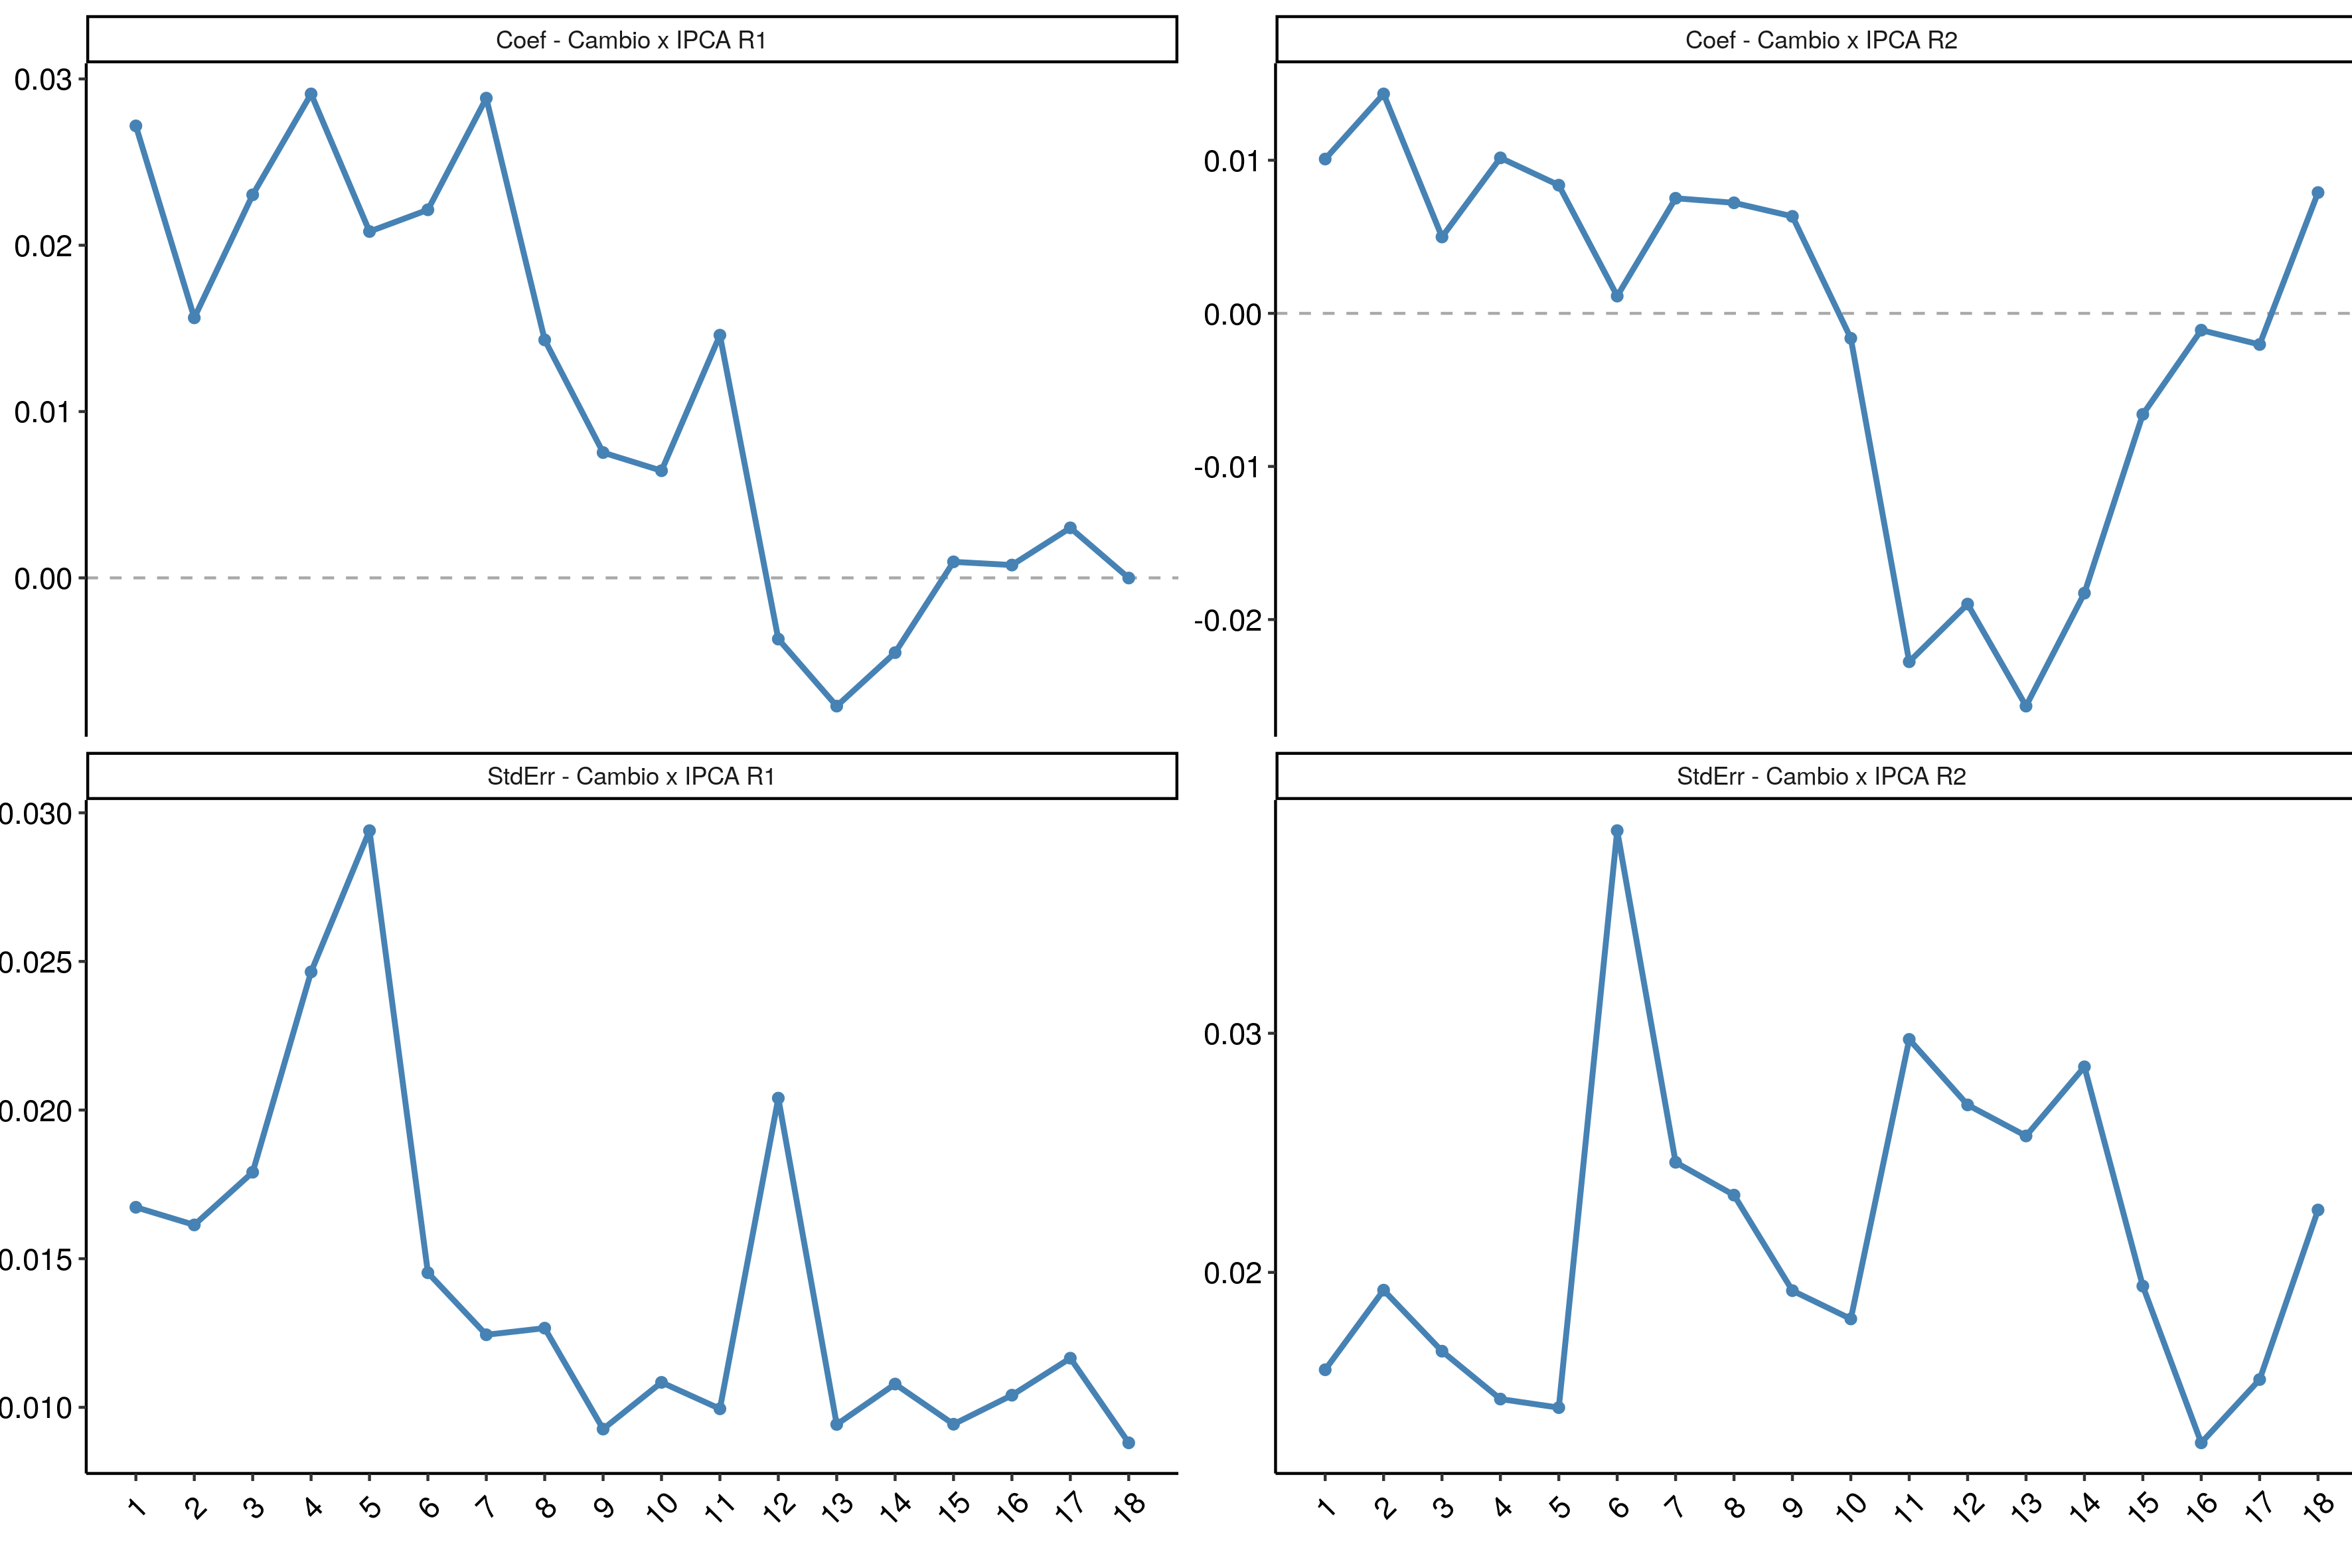 Coef - Cambio x IPCA R1
0.03
0.02
0.01
0.00
Coef - Cambio x IPCA R2
0.01
0.00
-0.01
-0.02
StdErr - Cambio x IPCA R1
0.030
0.025
0.020
0.015
0.010
1 2 3 4 5 6 7 8 9 10 11 12 13 14 15 16 17 18
StdErr - Cambio x IPCA R2
0.03
0.02
1 2 3 4 5 6 7 8 9 10 11 12 13 14 15 16 17 18